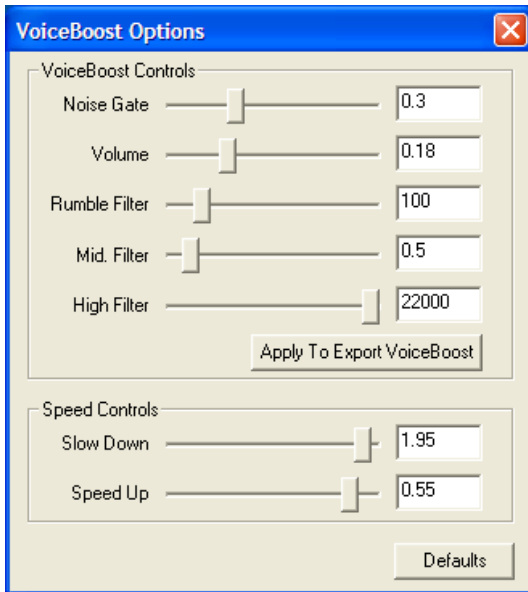 VoiceBoost Options
VoiceBoost Controls
Noise Gate 0.3
Volume 0.18
Rumble Filter 100
Mid. Filter 0.5
High Filter 22000
Apply To Export VoiceBoost
Speed Controls
Slow Down 1.95
Speed Up 0.55
Defaults